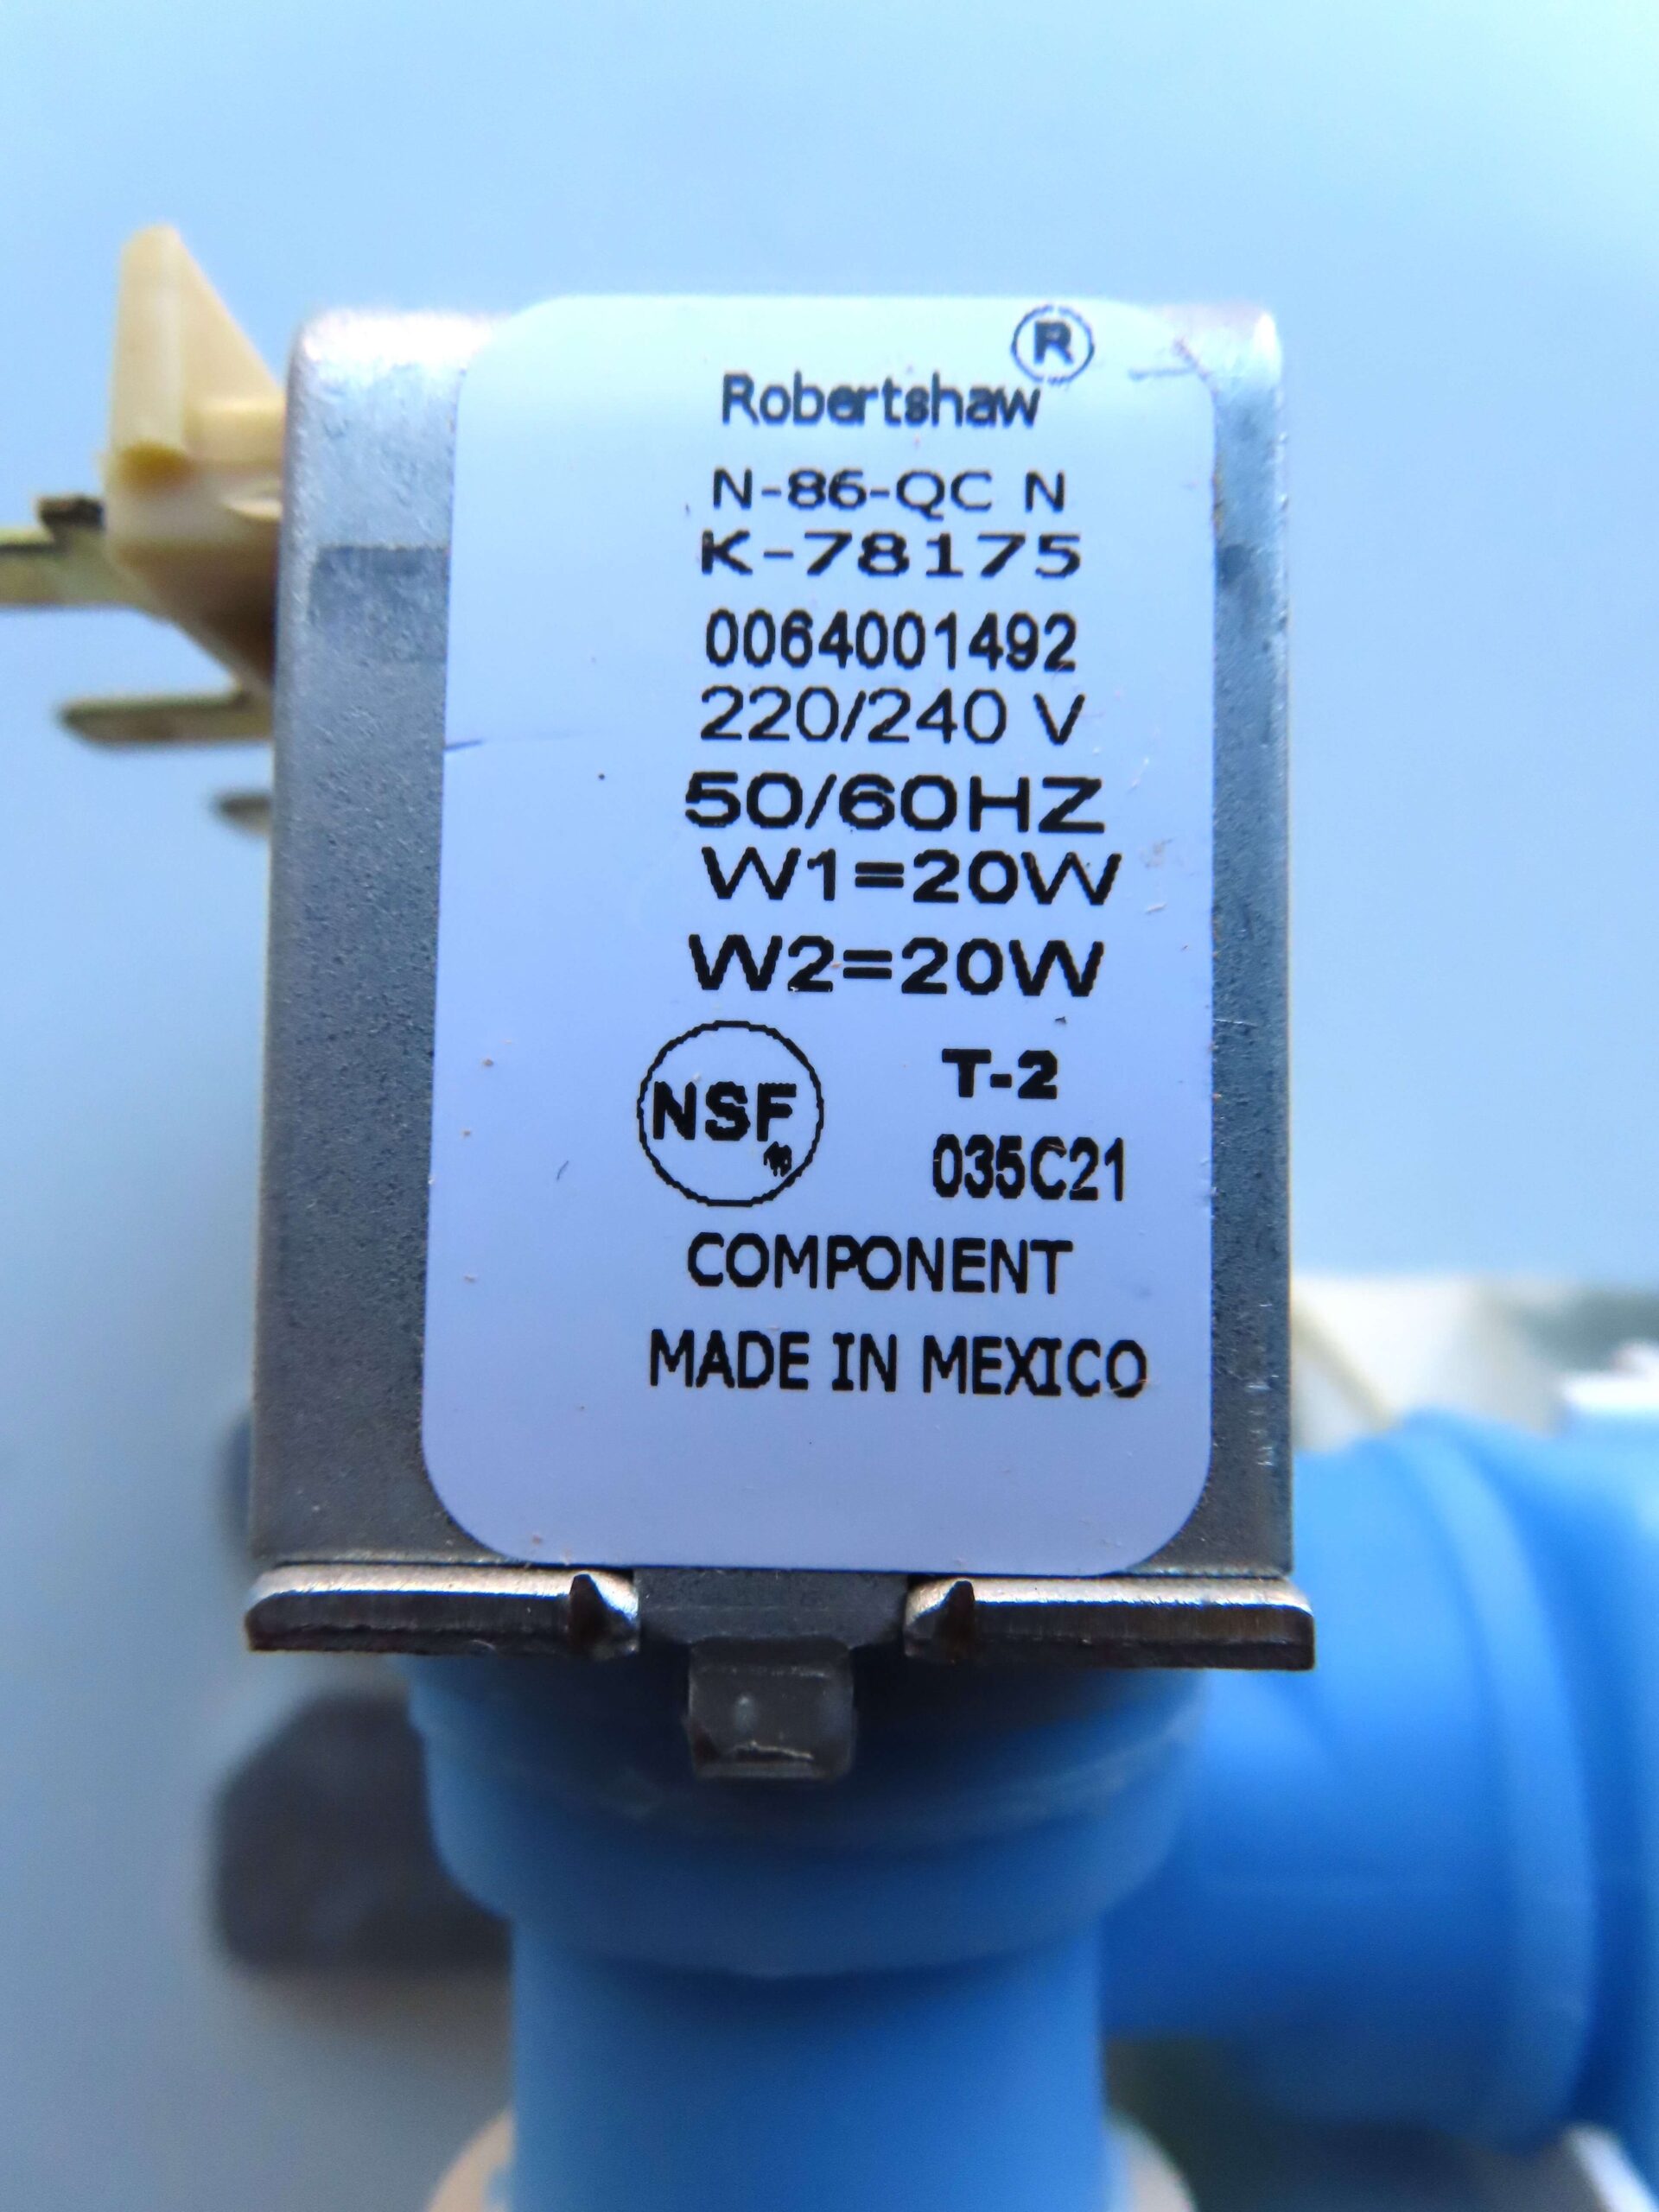 ®
Robertshaw
N-86-QC N
K-78175
0064001492
220/240 V
50/60HZ
W1=20W
W2=20W
NSF® T-2
035C21
COMPONENT
MADE IN MEXICO